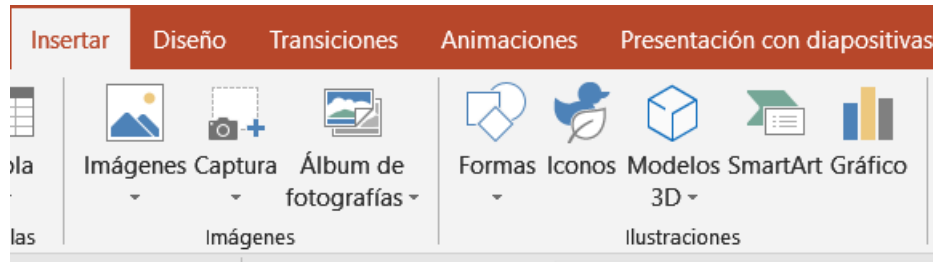 Insertar Diseño Transiciones Animaciones Presentación con diapositivas
Imágenes Captura Álbum de fotografías Formas Iconos Modelos 3D SmartArt Gráfico
Imágenes Ilustraciones